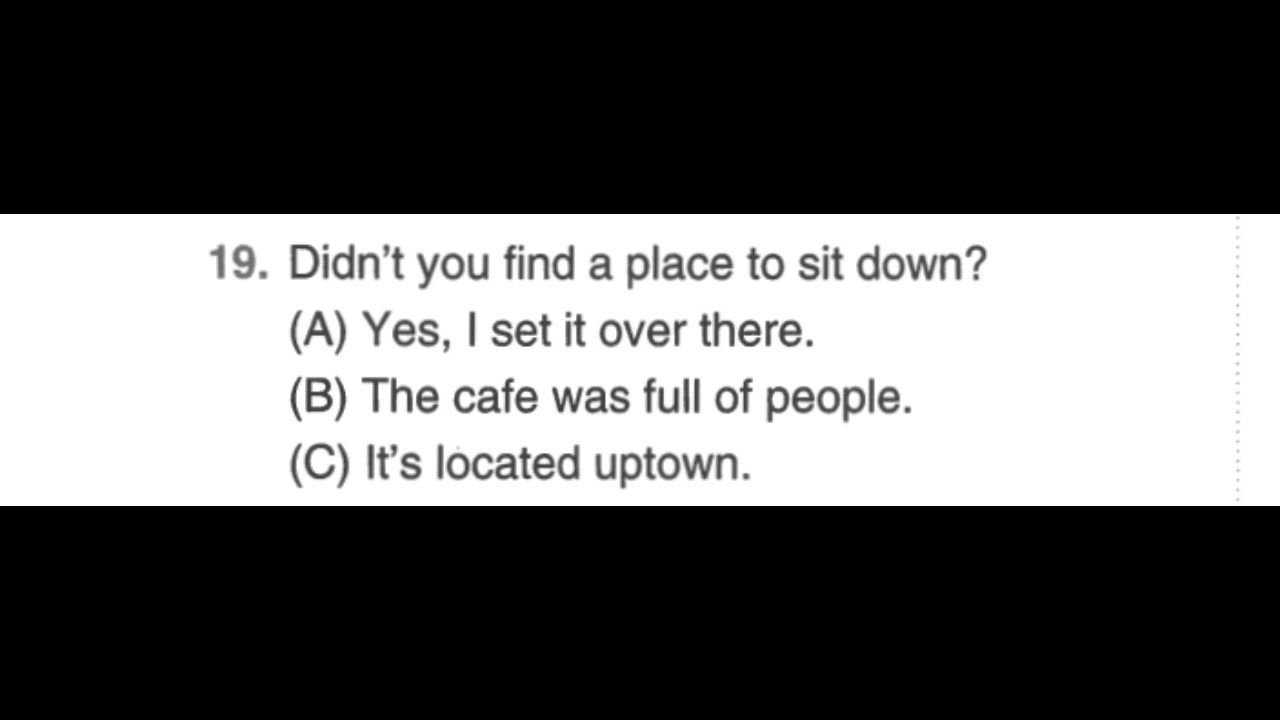 19. Didn't you find a place to sit down?
(A) Yes, I set it over there.
(B) The cafe was full of people.
(C) It's located uptown.